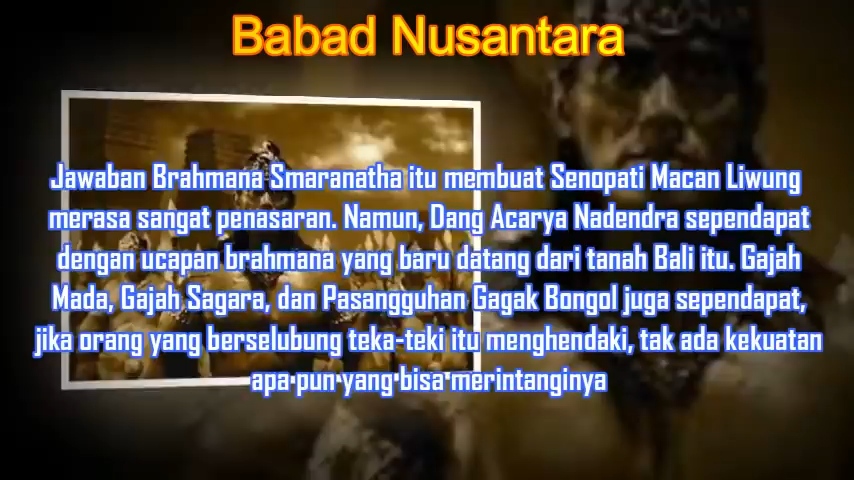 Babad Nusantara
Jawaban Brahmana Smaranatha itu membuat Senopati Macan Liwung
merasa sangat penasaran. Namun, Dang Acarya Nadendra sependapat
dengan ucapan brahmana yang baru datang dari tanah Bali itu. Gajah
Mada, Gajah Sagara, dan Pasangguhan Gagak Bongol juga sependapat,
jika orang yang berselubung teka-teki itu menghendaki, tak ada kekuatan
apa pun yang bisa merintanginya